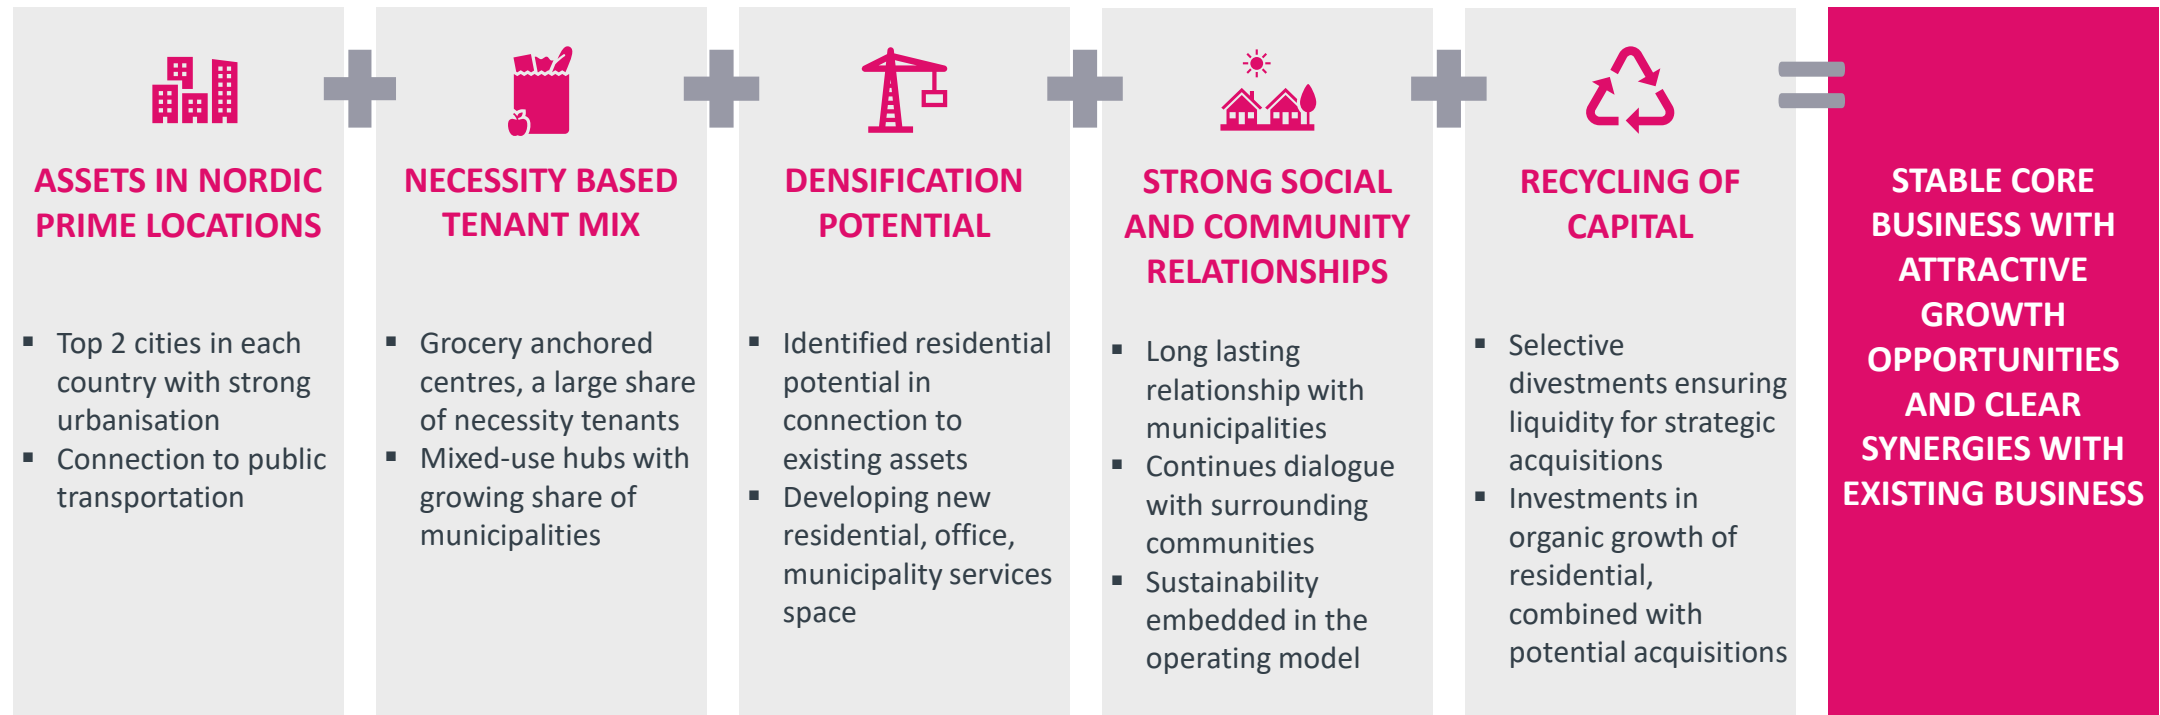 ASSETS IN NORDIC
PRIME LOCATIONS
▪ Top 2 cities in each
country with strong
urbanisation
▪ Connection to public
transportation
NECESSITY BASED
TENANT MIX
▪ Grocery anchored
centres, a large share
of necessity tenants
▪ Mixed-use hubs with
growing share of
municipalities
DENSIFICATION
POTENTIAL
▪ Identified residential
potential in
connection to
existing assets
▪ Developing new
residential, office,
municipality services
space
STRONG SOCIAL
AND COMMUNITY
RELATIONSHIPS
▪ Long lasting
relationship with
municipalities
▪ Continues dialogue
with surrounding
communities
▪ Sustainability
embedded in the
operating model
RECYCLING OF
CAPITAL
▪ Selective
divestments ensuring
liquidity for strategic
acquisitions
▪ Investments in
organic growth of
residential,
combined with
potential acquisitions
STABLE CORE
BUSINESS WITH
ATTRACTIVE
GROWTH
OPPORTUNITIES
AND CLEAR
SYNERGIES WITH
EXISTING BUSINESS